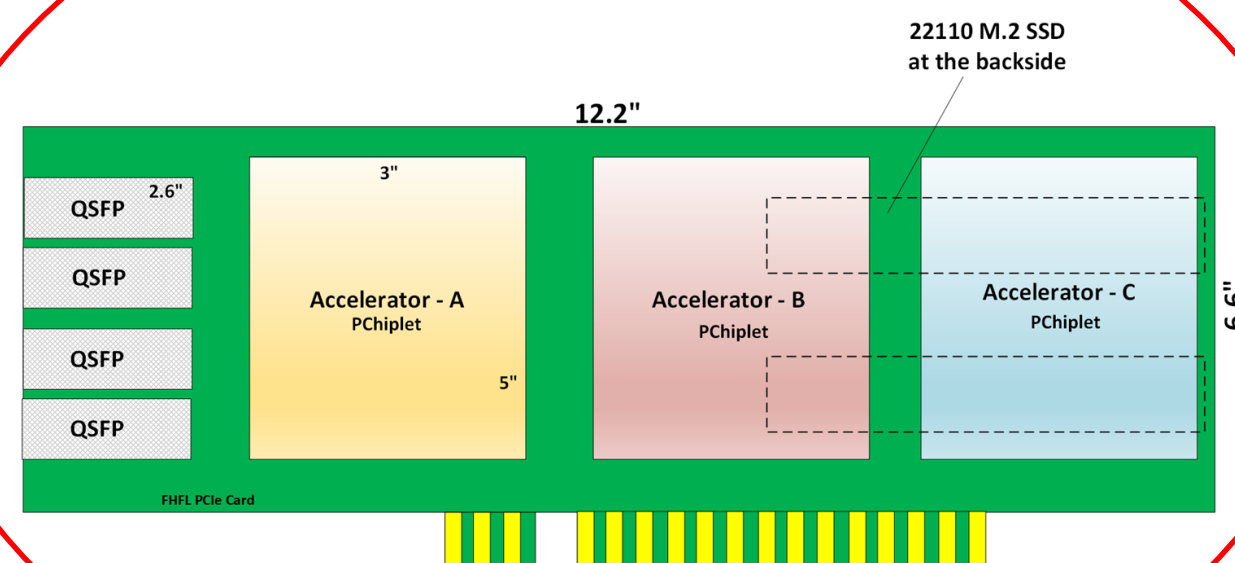 22110 M.2 SSD
at the backside
12.2"
3"
2.6"
QSFP
QSFP
QSFP
QSFP
Accelerator - A
PChiplet
5"
Accelerator - B
PChiplet
Accelerator - C
PChiplet
FHFL PCIe Card